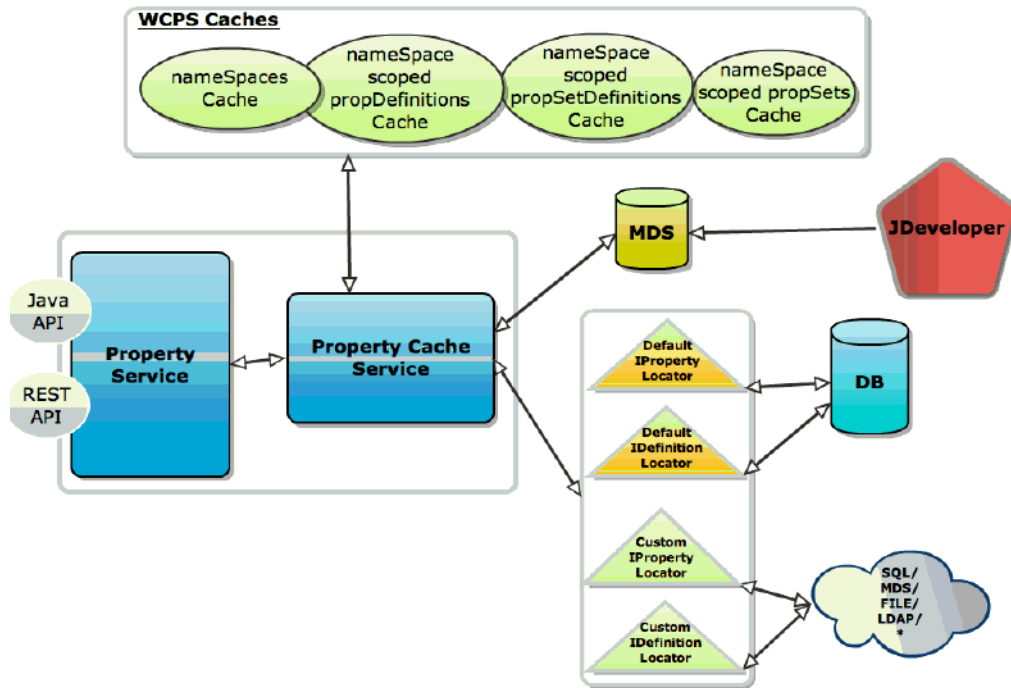 WCPS Caches
nameSpaces
Cache
nameSpace
scoped
propDefinitions
Cache
nameSpace
scoped
propSetDefinitions
Cache
nameSpace
scoped propSets
Cache
MDS
JDeveloper
Java
API
REST
API
Property
Service
Property Cache
Service
Default
IProperty
Locator
Default
IDefinition
Locator
Custom
IProperty
Locator
Custom
IDefinition
Locator
DB
SQL/
MDS/
FILE/
LDAP/
*